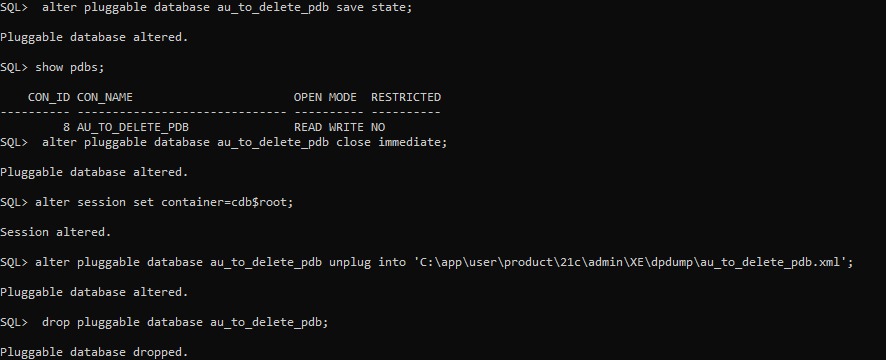 SQL>  alter pluggable database au_to_delete_pdb save state;
Pluggable database altered.
SQL> show pdbs;
    CON_ID CON_NAME                       OPEN MODE  RESTRICTED
---------- ------------------------------ ---------- ----------
         8 AU_TO_DELETE_PDB               READ WRITE NO
SQL>  alter pluggable database au_to_delete_pdb close immediate;
Pluggable database altered.
SQL> alter session set container=cdb$root;
Session altered.
SQL> alter pluggable database au_to_delete_pdb unplug into 'C:\app\user\product\21c\admin\XE\dpdump\au_to_delete_pdb.xml';
Pluggable database altered.
SQL>  drop pluggable database au_to_delete_pdb;
Pluggable database dropped.